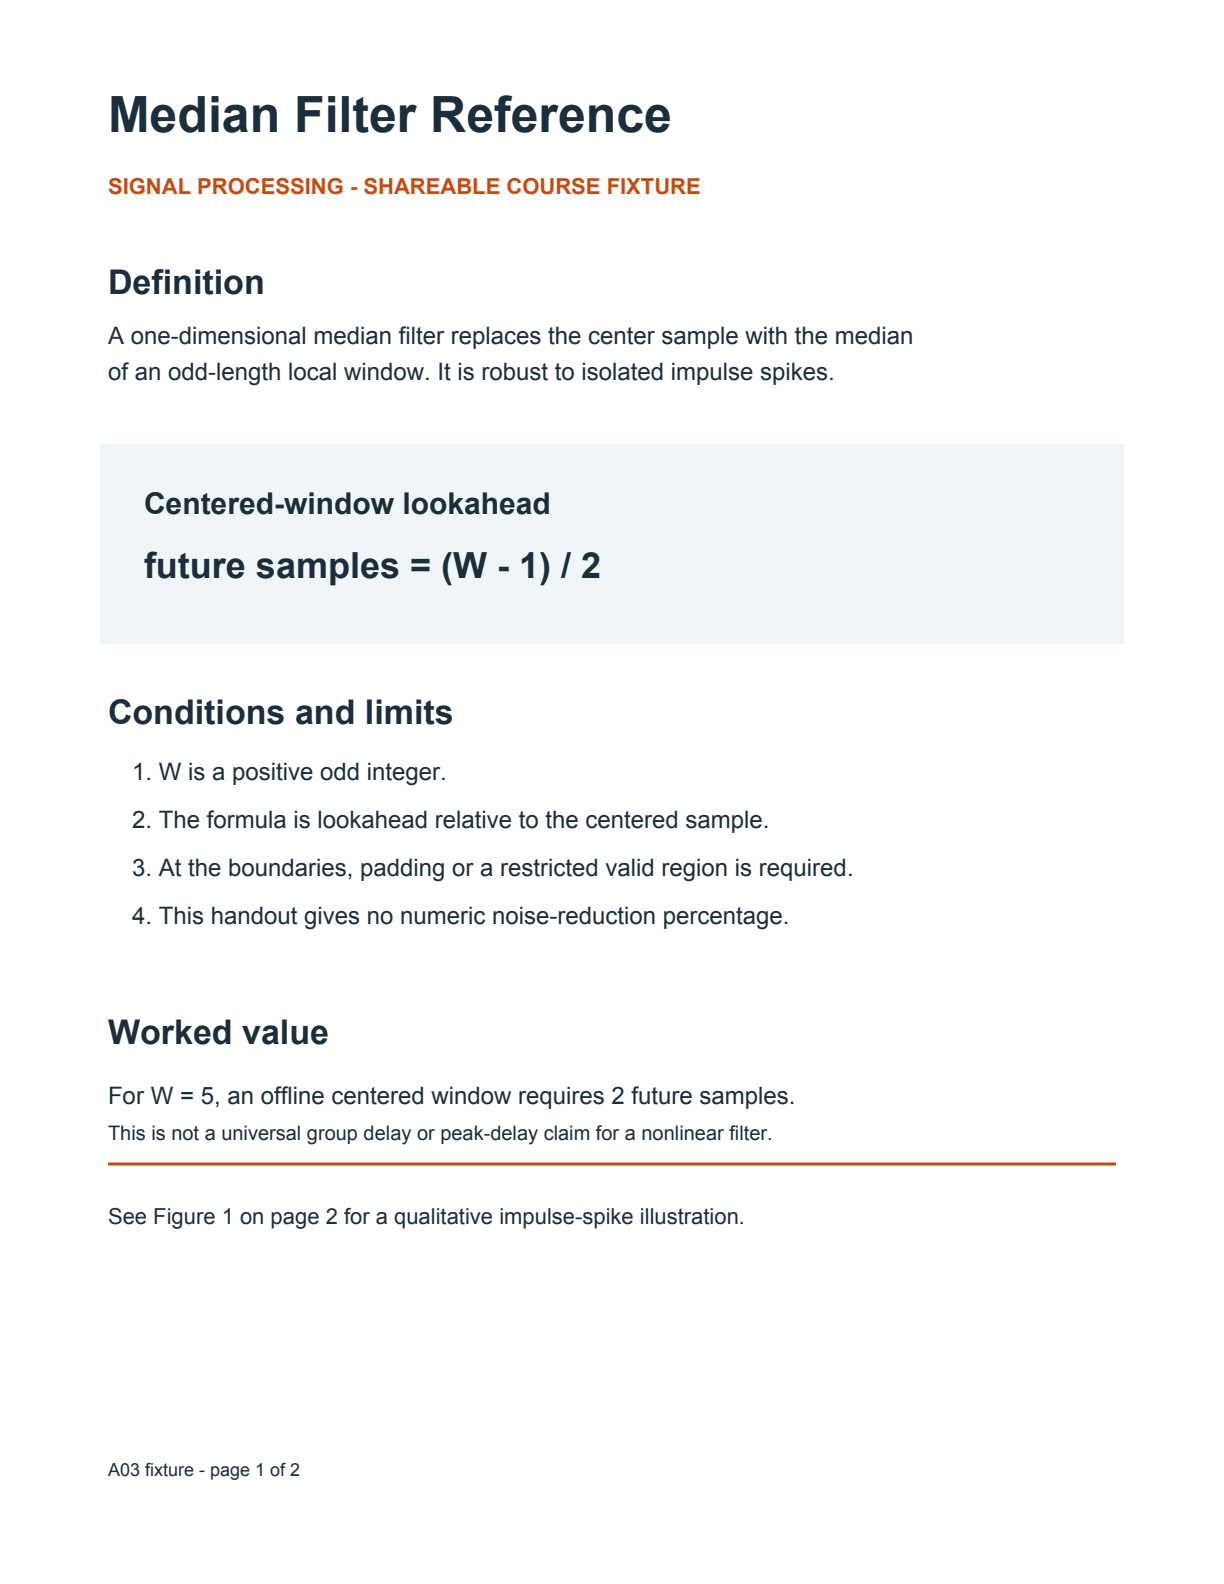 Median Filter Reference
SIGNAL PROCESSING - SHAREABLE COURSE FIXTURE
Definition
A one-dimensional median filter replaces the center sample with the median
of an odd-length local window. It is robust to isolated impulse spikes.
Centered-window lookahead
future samples = (W - 1) / 2
Conditions and limits
1. W is a positive odd integer.
2. The formula is lookahead relative to the centered sample.
3. At the boundaries, padding or a restricted valid region is required.
4. This handout gives no numeric noise-reduction percentage.
Worked value
For W = 5, an offline centered window requires 2 future samples.
This is not a universal group delay or peak-delay claim for a nonlinear filter.
See Figure 1 on page 2 for a qualitative impulse-spike illustration.
A03 fixture - page 1 of 2